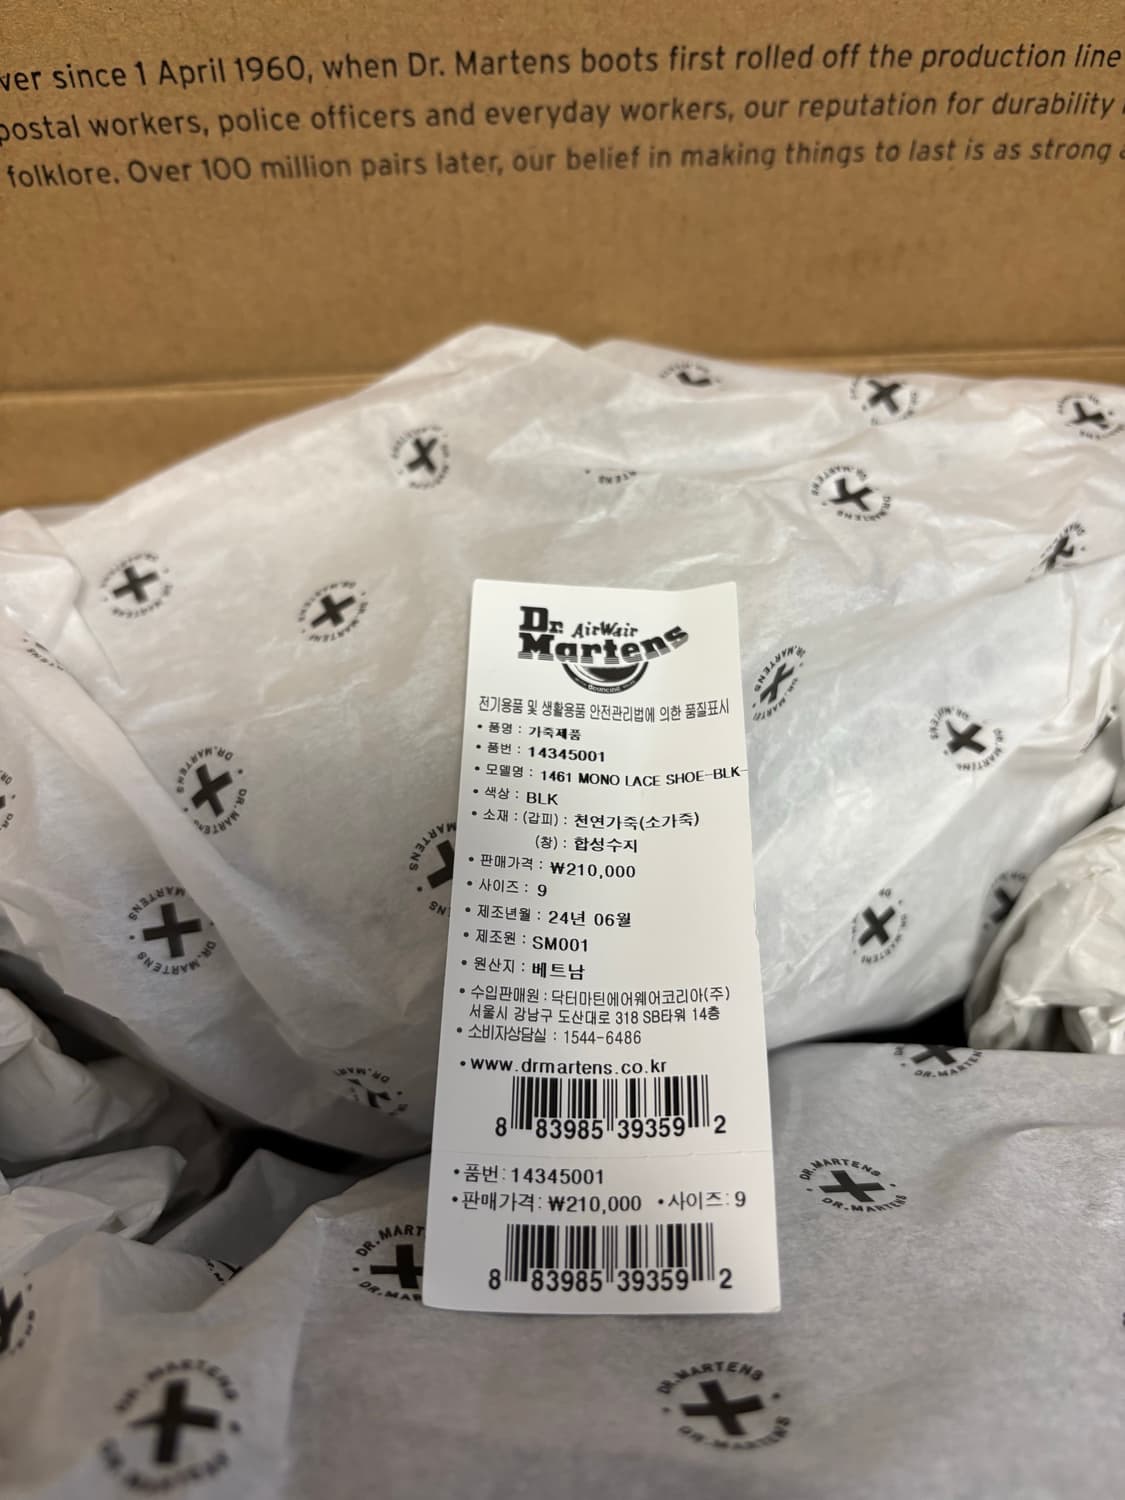 ver since 1 April 1960, when Dr. Martens boots first rolled off the production line
postal workers, police officers and everyday workers, our reputation for durability
folklore. Over 100 million pairs later, our belief in making things to last is as strong
Dr. AirWair
Martens
전기용품 및 생활용품 안전관리법에 의한 품질표시
• 품명 : 가죽제품
• 품번 : 14345001
• 모델명 : 1461 MONO LACE SHOE-BLK-
• 색상 : BLK
• 소재 : (갑피) : 천연가죽(소가죽)
(창) : 합성수지
• 판매가격 : ₩210,000
• 사이즈 : 9
• 제조년월 : 24년 06월
• 제조원 : SM001
• 원산지 : 베트남
• 수입판매원 : 닥터마틴에어웨어코리아(주)
서울시 강남구 도산대로 318 SB타워 14층
• 소비자상담실 : 1544-6486
• www.drmartens.co.kr
8 83985 39359 2
• 품번: 14345001
• 판매가격: ₩210,000 • 사이즈: 9
8 83985 39359 2
DR. MARTENS
DR. MARTENS